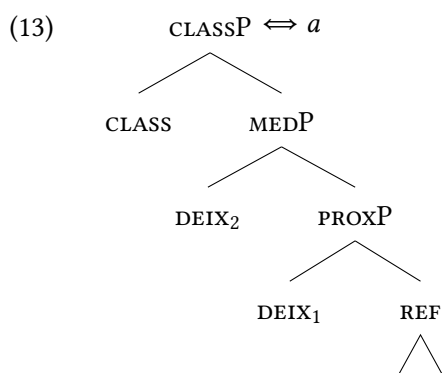 (13) CLASSP ⇔ a
CLASS MEDP
DEIX₂ PROXP
DEIX₁ REF